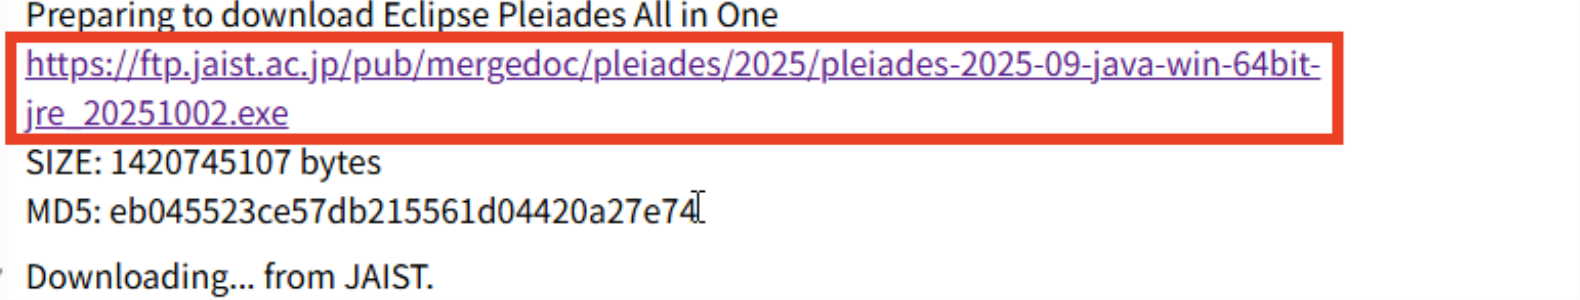 Preparing to download Eclipse Pleiades All in One
https://ftp.jaist.ac.jp/pub/mergedoc/pleiades/2025/pleiades-2025-09-java-win-64bit-
jre_20251002.exe
SIZE: 1420745107 bytes
MD5: eb045523ce57db215561d04420a27e74
Downloading... from JAIST.